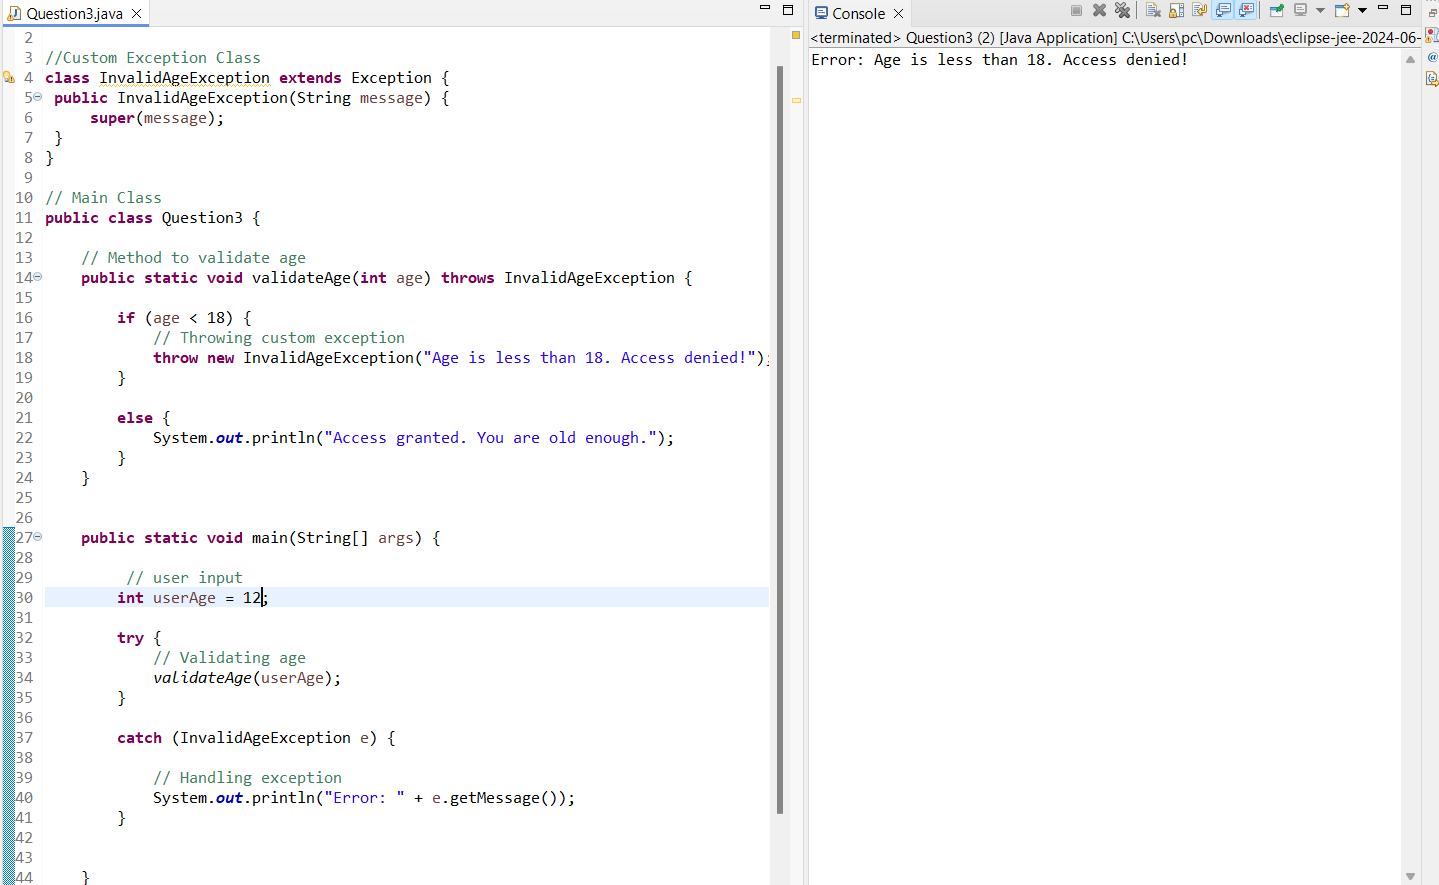 Question3.java
2
3 //Custom Exception Class
4 class InvalidAgeException extends Exception {
5 public InvalidAgeException(String message) {
6 super(message);
7 }
8 }
9
10 // Main Class
11 public class Question3 {
12
13 // Method to validate age
14 public static void validateAge(int age) throws InvalidAgeException {
15
16 if (age < 18) {
17 // Throwing custom exception
18 throw new InvalidAgeException("Age is less than 18. Access denied!");
19 }
20
21 else {
22 System.out.println("Access granted. You are old enough.");
23 }
24 }
25
26
27 public static void main(String[] args) {
28
29 // user input
30 int userAge = 12;
31
32 try {
33 // Validating age
34 validateAge(userAge);
35 }
36
37 catch (InvalidAgeException e) {
38
39 // Handling exception
40 System.out.println("Error: " + e.getMessage());
41 }
42
43
44 }
Console
<terminated> Question3 (2) [Java Application] C:\Users\pc\Downloads\eclipse-jee-2024-06-
Error: Age is less than 18. Access denied!